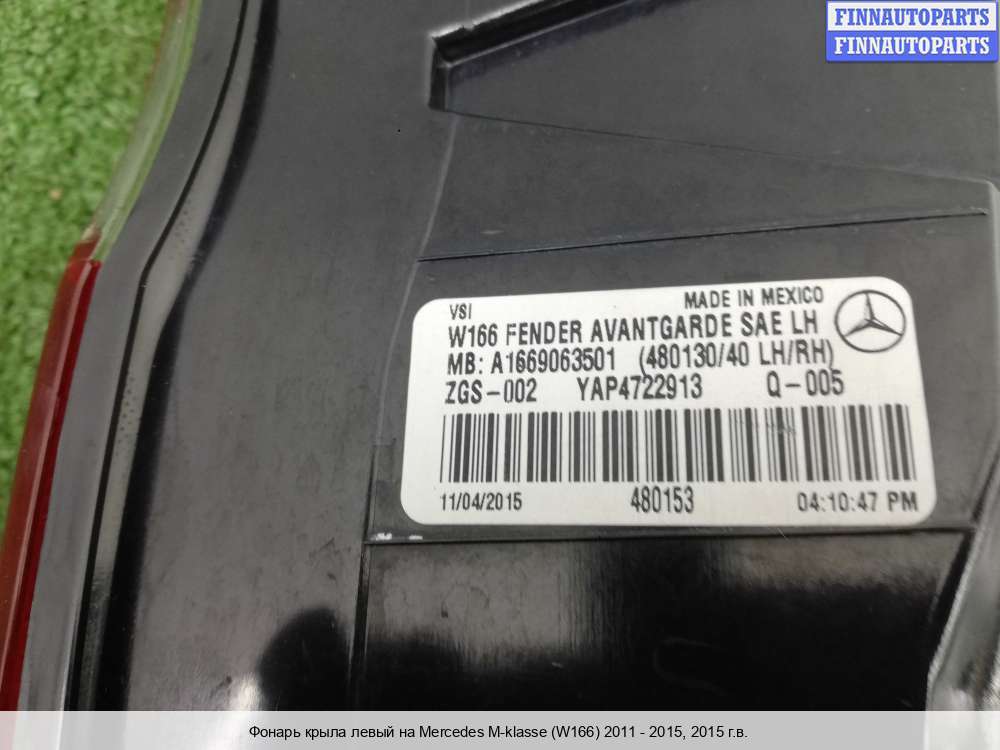 FINNAUTOPARTS
FINNAUTOPARTS
VSI MADE IN MEXICO
W166 FENDER AVANTGARDE SAE LH
MB: A1669063501 (480130/40 LH/RH)
ZGS-002 YAP4722913 Q-005
11/04/2015 480153 04:10:47 PM
Фонарь крыла левый на Mercedes M-klasse (W166) 2011 - 2015, 2015 г.в.